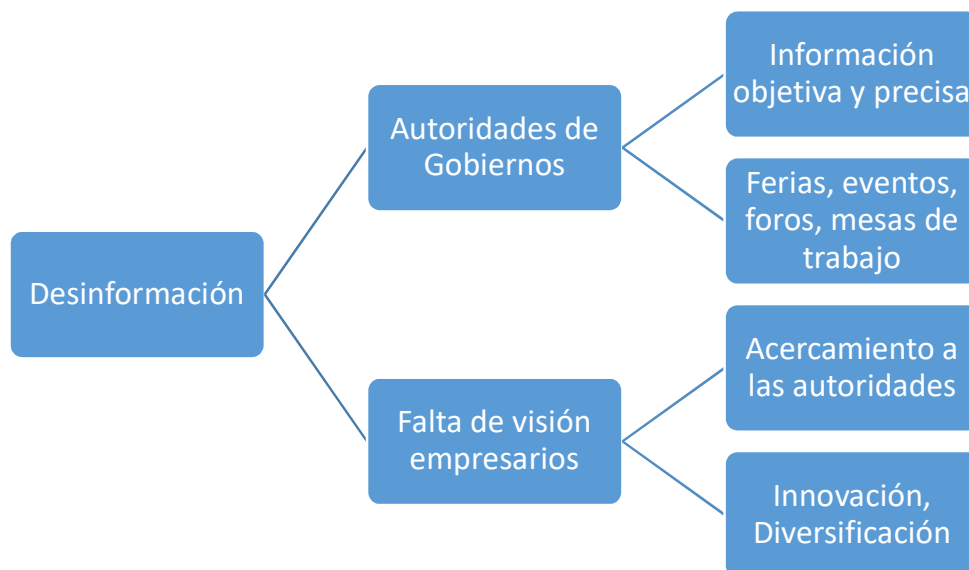 Desinformación
Autoridades de
Gobiernos
Información
objetiva y precisa
Ferias, eventos,
foros, mesas de
trabajo
Falta de visión
empresarios
Acercamiento a
las autoridades
Innovación,
Diversificación